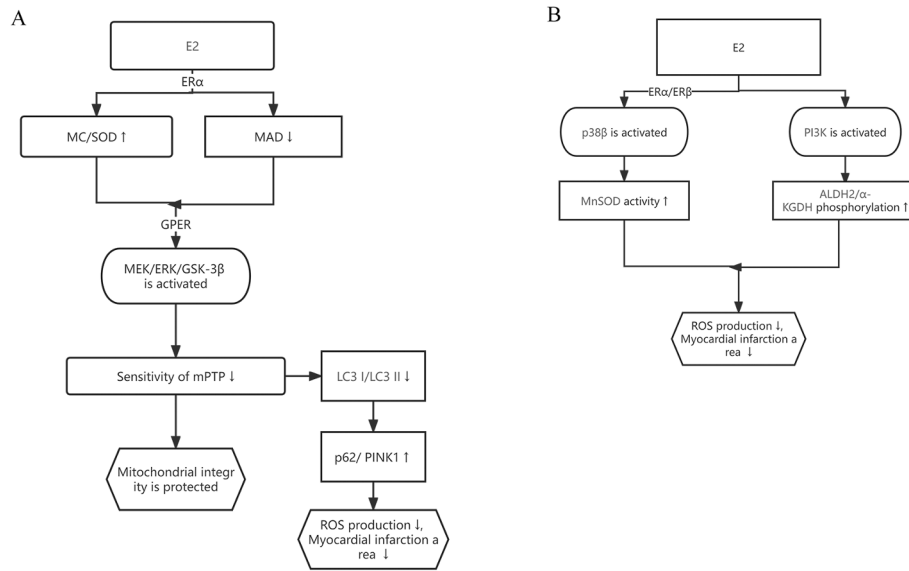 A
E2
ERα
MC/SOD ↑
MAD ↓
GPER
MEK/ERK/GSK-3β
is activated
Sensitivity of mPTP ↓
LC3 I/LC3 II ↓
p62/ PINK1 ↑
Mitochondrial integr
ity is protected
ROS production ↓,
Myocardial infarction a
rea ↓
B
E2
ERα/ERβ
p38β is activated
PI3K is activated
MnSOD activity ↑
ALDH2/α-
KGDH phosphorylation ↑
ROS production ↓,
Myocardial infarction a
rea ↓